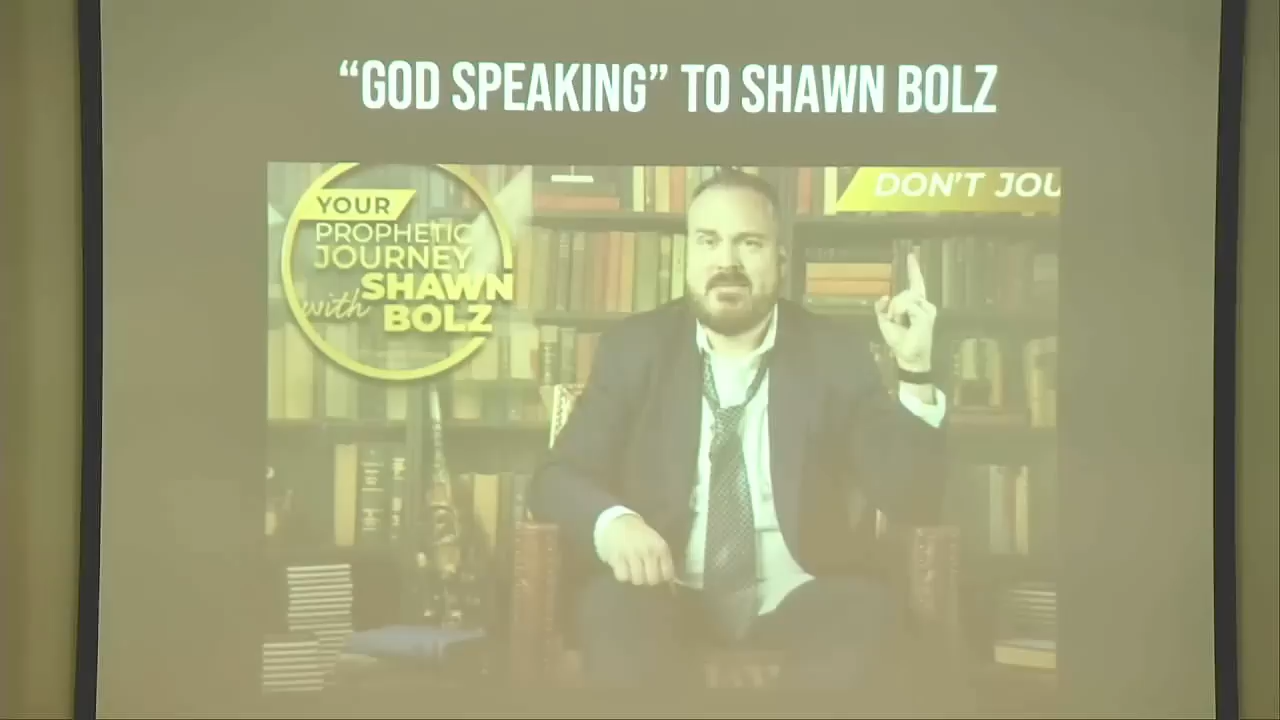 “GOD SPEAKING” TO SHAWN BOLZ
YOUR
PROPHETIC
JOURNEY
with SHAWN
BOLZ
DON'T JOU